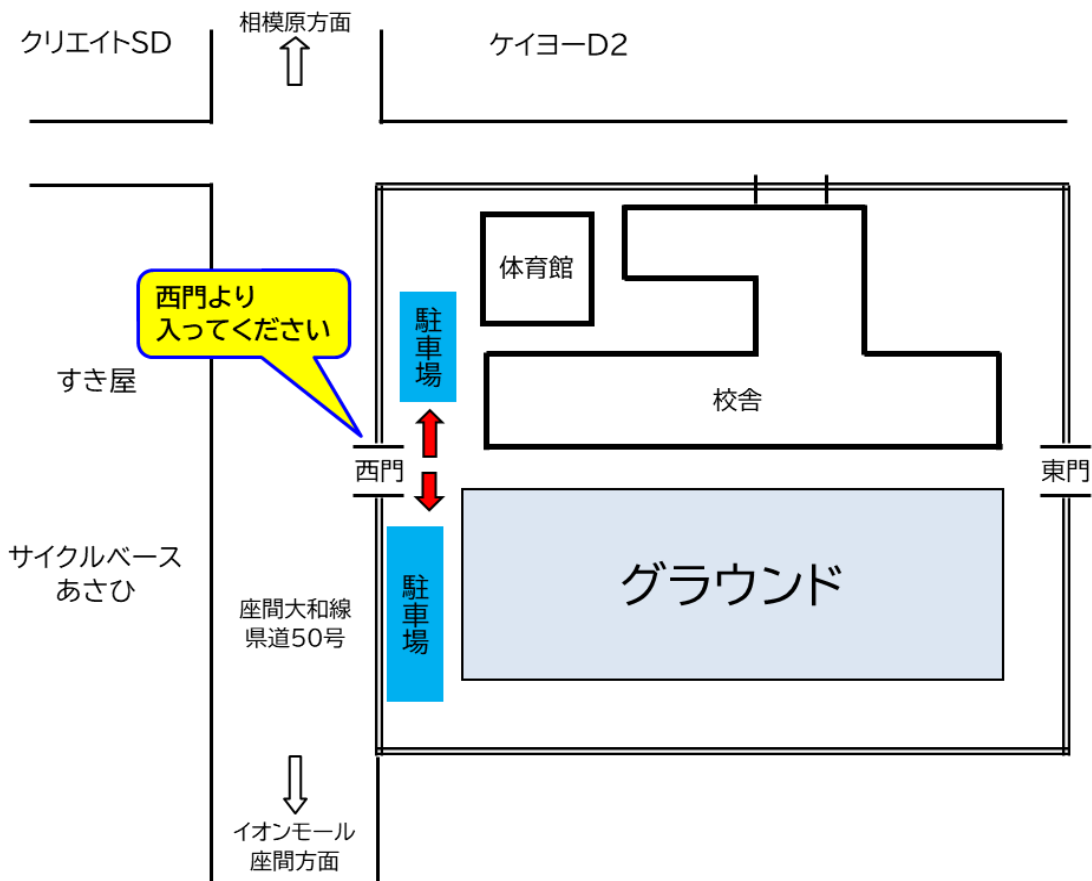 相模原方面
クリエイトSD
ケイヨーD2
体育館
西門より
入ってください
駐車場
すき屋
校舎
西門
東門
サイクルベース
あさひ
グラウンド
駐車場
座間大和線
県道50号
イオンモール
座間方面